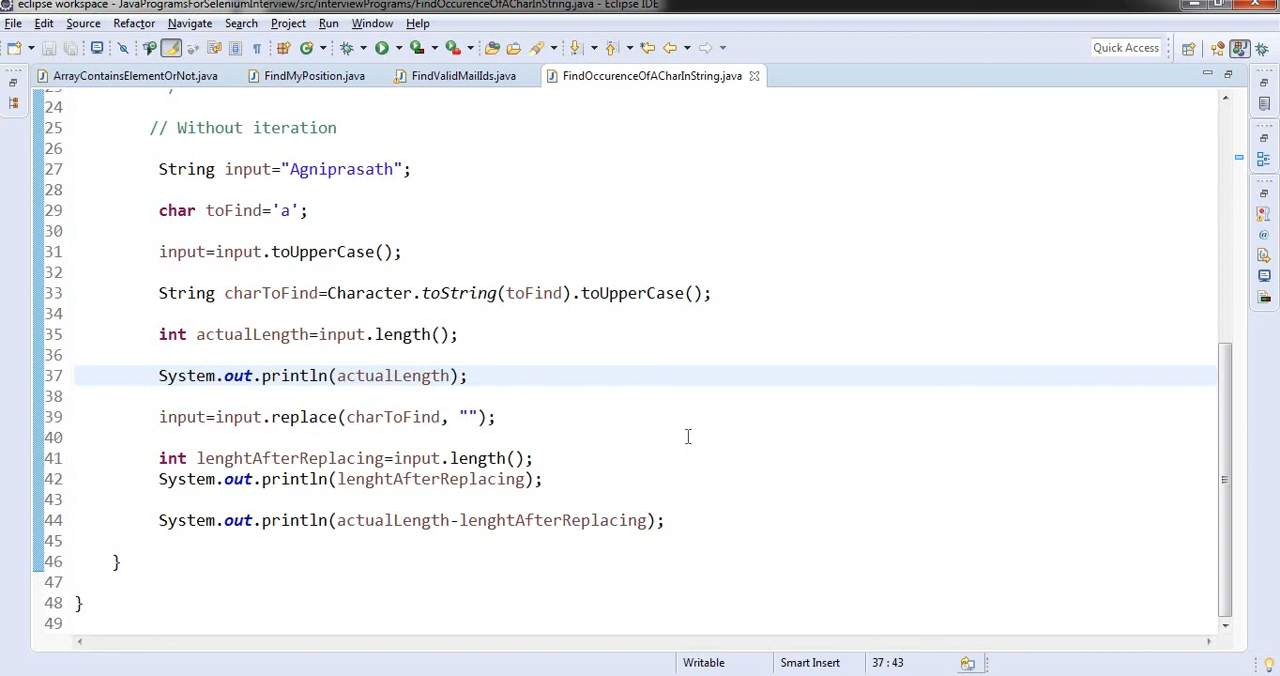 eclipse workspace - JavaProgramsForSeleniumInterview/src/interviewPrograms/FindOccurenceOfACharInString.java - Eclipse IDE
File Edit Source Refactor Navigate Search Project Run Window Help
Quick Access
ArrayContainsElementOrNot.java FindMyPosition.java FindValidMailIds.java FindOccurenceOfACharInString.java
24
25 // Without iteration
26
27 String input="Agniprasath";
28
29 char toFind='a';
30
31 input=input.toUpperCase();
32
33 String charToFind=Character.toString(toFind).toUpperCase();
34
35 int actualLength=input.length();
36
37 System.out.println(actualLength);
38
39 input=input.replace(charToFind, "");
40
41 int lenghtAfterReplacing=input.length();
42 System.out.println(lenghtAfterReplacing);
43
44 System.out.println(actualLength-lenghtAfterReplacing);
45
46 }
47
48 }
49
Writable Smart Insert 37 : 43